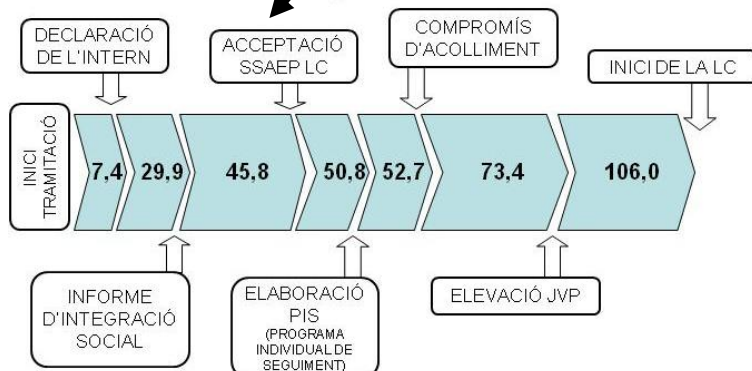 DECLARACIÓ
DE L'INTERN
ACCEPTACIÓ
SSAEP LC
COMPROMÍS
D'ACOLLIMENT
INICI DE LA LC
INICI
TRAMITACIÓ
7,4
29,9
45,8
50,8
52,7
73,4
106,0
INFORME
D'INTEGRACIÓ
SOCIAL
ELABORACIÓ
PIS
(PROGRAMA
INDIVIDUAL DE
SEGUIMENT)
ELEVACIÓ JVP